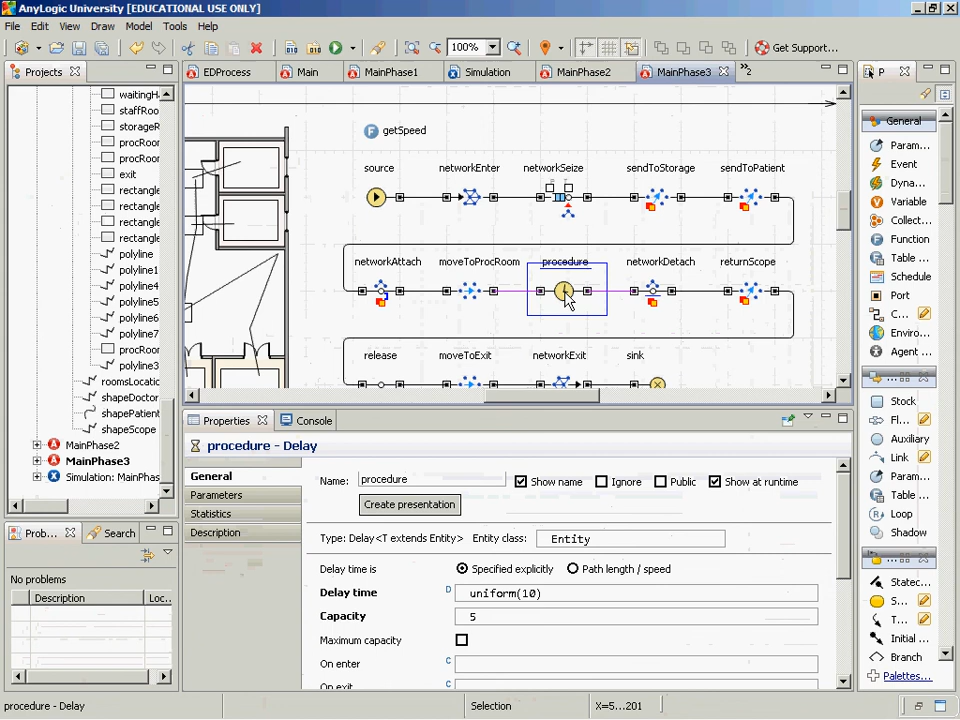 AnyLogic University [EDUCATIONAL USE ONLY]
File Edit View Draw Model Tools Help
100% Get Support...
Projects
EDProcess Main MainPhase1 Simulation MainPhase2 MainPhase3 2
P
waitingH
staffRoo
storageR
procRoo
procRoo
exit
rectangle
rectangle
rectangle
rectangle
polyline
polyline1
polyline4
polyline5
polyline6
polyline7
procRoo
polyline3
roomsLocatio
shapeDoctor
shapePatient
shapeScope
MainPhase2
MainPhase3
Simulation: MainPhas
getSpeed
source networkEnter networkSeize sendToStorage sendToPatient
networkAttach moveToProcRoom procedure networkDetach returnScope
release moveToExit networkExit sink
General
Param...
Event
Dyna...
Variable
Collect...
Function
Table ...
Schedule
Port
C...
Enviro...
Agent ...
...
Stock
Fl...
Auxiliary
Link
Param...
Table ...
Loop
Shadow
...
Statec...
S...
T...
Initial ...
Branch
Palettes...
Prob... Search
No problems
Description Loc...
Properties Console
procedure - Delay
General
Parameters
Statistics
Description
Name: procedure Show name Ignore Public Show at runtime
Create presentation
Type: Delay<T extends Entity> Entity class: Entity
Delay time is Specified explicitly Path length / speed
Delay time D uniform(10)
Capacity 5
Maximum capacity
On enter C
On exit C
procedure - Delay Selection X=5...201